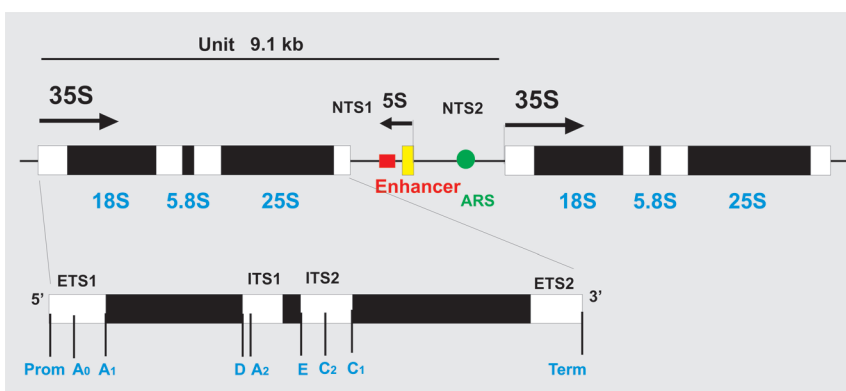 Unit 9.1 kb
35S NTS1 5S NTS2 35S
Enhancer
18S 5.8S 25S ARS 18S 5.8S 25S
ETS1 ITS1 ITS2 ETS2
5’ 3’
Prom A0 A1 D A2 E C2 C1 Term